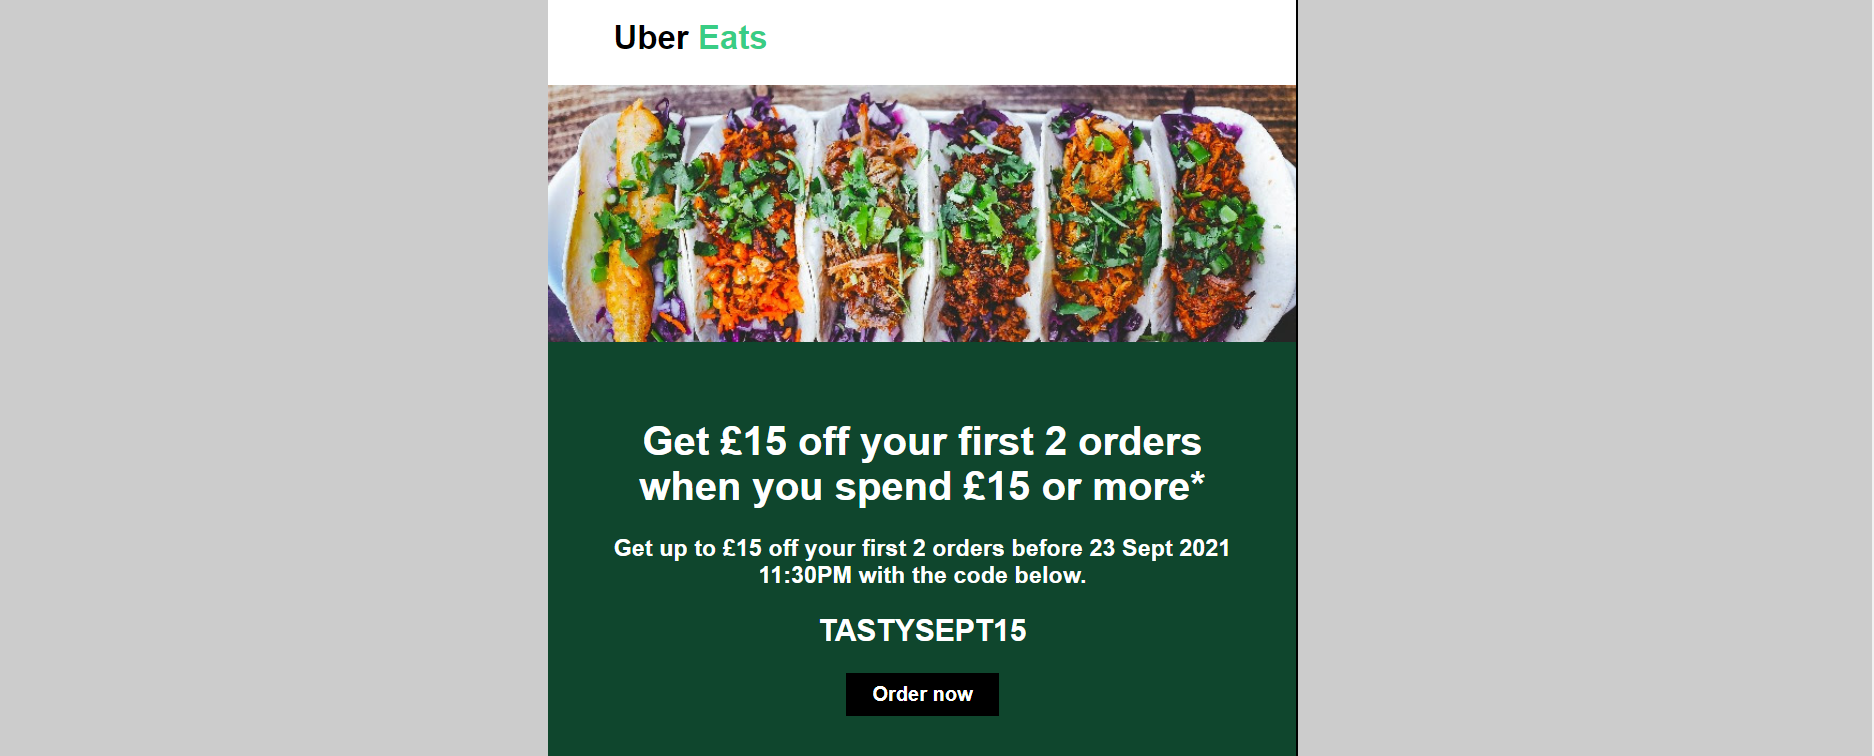 Uber Eats
Get £15 off your first 2 orders
when you spend £15 or more*
Get up to £15 off your first 2 orders before 23 Sept 2021
11:30PM with the code below.
TASTYSEPT15
Order now